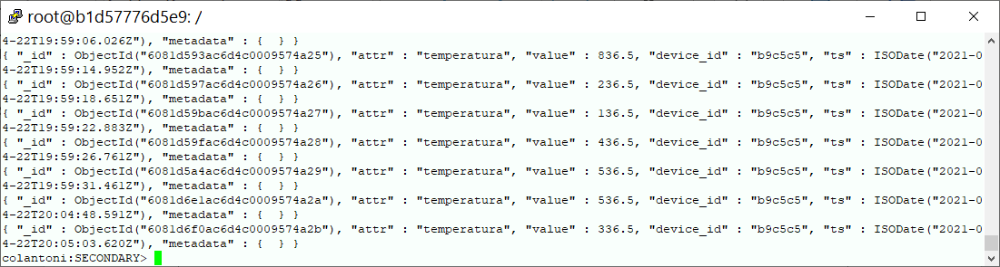 root@b1d57776d5e9: /
4-22T19:59:06.026Z"), "metadata" : {  } }
{ "_id" : ObjectId("6081d593ac6d4c0009574a25"), "attr" : "temperatura", "value" : 836.5, "device_id" : "b9c5c5", "ts" : ISODate("2021-0
4-22T19:59:14.952Z"), "metadata" : {  } }
{ "_id" : ObjectId("6081d597ac6d4c0009574a26"), "attr" : "temperatura", "value" : 236.5, "device_id" : "b9c5c5", "ts" : ISODate("2021-0
4-22T19:59:18.651Z"), "metadata" : {  } }
{ "_id" : ObjectId("6081d59bac6d4c0009574a27"), "attr" : "temperatura", "value" : 136.5, "device_id" : "b9c5c5", "ts" : ISODate("2021-0
4-22T19:59:22.883Z"), "metadata" : {  } }
{ "_id" : ObjectId("6081d59fac6d4c0009574a28"), "attr" : "temperatura", "value" : 436.5, "device_id" : "b9c5c5", "ts" : ISODate("2021-0
4-22T19:59:26.761Z"), "metadata" : {  } }
{ "_id" : ObjectId("6081d5a4ac6d4c0009574a29"), "attr" : "temperatura", "value" : 536.5, "device_id" : "b9c5c5", "ts" : ISODate("2021-0
4-22T19:59:31.461Z"), "metadata" : {  } }
{ "_id" : ObjectId("6081d6e1ac6d4c0009574a2a"), "attr" : "temperatura", "value" : 536.5, "device_id" : "b9c5c5", "ts" : ISODate("2021-0
4-22T20:04:48.591Z"), "metadata" : {  } }
{ "_id" : ObjectId("6081d6f0ac6d4c0009574a2b"), "attr" : "temperatura", "value" : 336.5, "device_id" : "b9c5c5", "ts" : ISODate("2021-0
4-22T20:05:03.620Z"), "metadata" : {  } }
colantoni:SECONDARY>